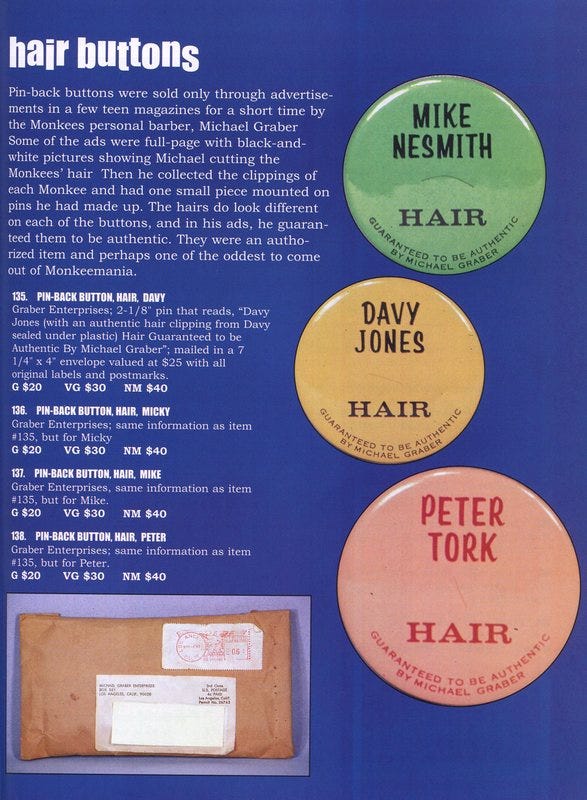 hair buttons
Pin-back buttons were sold only through advertise-
ments in a few teen magazines for a short time by
the Monkees personal barber, Michael Graber
Some of the ads were full-page with black-and-
white pictures showing Michael cutting the
Monkees' hair Then he collected the clippings of
each Monkee and had one small piece mounted on
pins he had made up. The hairs do look different
on each of the buttons, and in his ads, he guaran-
teed them to be authentic. They were an autho-
rized item and perhaps one of the oddest to come
out of Monkeemania.
135. PIN-BACK BUTTON, HAIR, DAVY
Graber Enterprises; 2-1/8" pin that reads, "Davy
Jones (with an authentic hair clipping from Davy
sealed under plastic) Hair Guaranteed to be
Authentic By Michael Graber"; mailed in a 7
1/4" x 4" envelope valued at $25 with all
original labels and postmarks.
G $20 VG $30 NM $40
136. PIN-BACK BUTTON, HAIR, MICKY
Graber Enterprises; same information as item
#135, but for Micky
G $20 VG $30 NM $40
137. PIN-BACK BUTTON, HAIR, MIKE
Graber Enterprises, same information as item
#135, but for Mike.
G $20 VG $30 NM $40
138. PIN-BACK BUTTON, HAIR, PETER
Graber Enterprises; same information as item
#135, but for Peter.
G $20 VG $30 NM $40
MIKE
NESMITH
HAIR
GUARANTEED TO BE AUTHENTIC
BY MICHAEL GRABER
DAVY
JONES
HAIR
GUARANTEED TO BE AUTHENTIC
BY MICHAEL GRABER
PETER
TORK
HAIR
GUARANTEED TO BE AUTHENTIC
BY MICHAEL GRABER
MICHAEL GRABER ENTERPRISES
LOS ANGELES, CALIF. 90028
2nd Class
U.S. POSTAGE
PAID
Los Angeles, Calif.
Permit No.